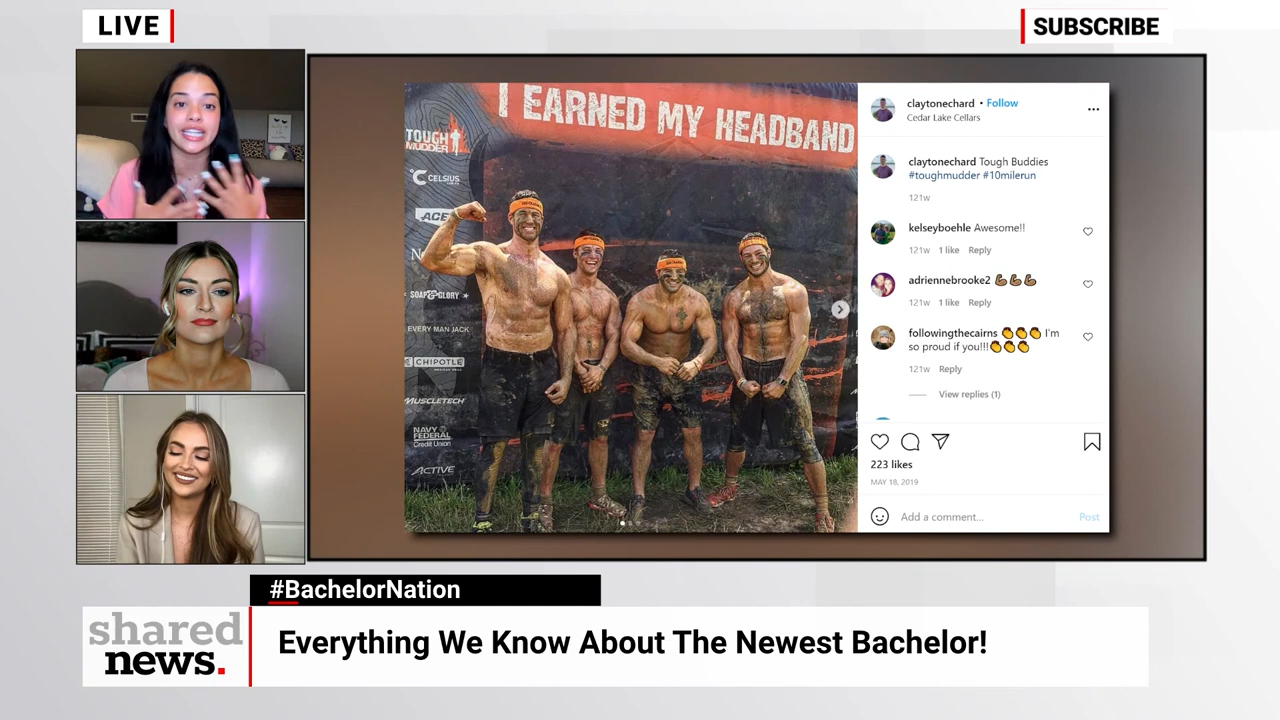 LIVE
SUBSCRIBE
I EARNED MY HEADBAND
TOUGH
MUDDER
CELSIUS
ACE
SOAP & GLORY
EVERY MAN JACK
CHIPOTLE
MEXICAN GRILL
MUSCLETECH
NAVY
FEDERAL
Credit Union
ACTIVE
claytonechard • Follow
Cedar Lake Cellars
claytonechard Tough Buddies
#toughmudder #10milerun
121w
kelseyboehle Awesome!!
121w 1 like Reply
adriennebrooke2 💪🏾💪🏾💪🏾
121w 1 like Reply
followingthecairns 👏👏👏 I'm
so proud if you!!!👏👏👏
121w Reply
View replies (1)
223 likes
MAY 18, 2019
Add a comment...
Post
#BachelorNation
shared
news.
Everything We Know About The Newest Bachelor!